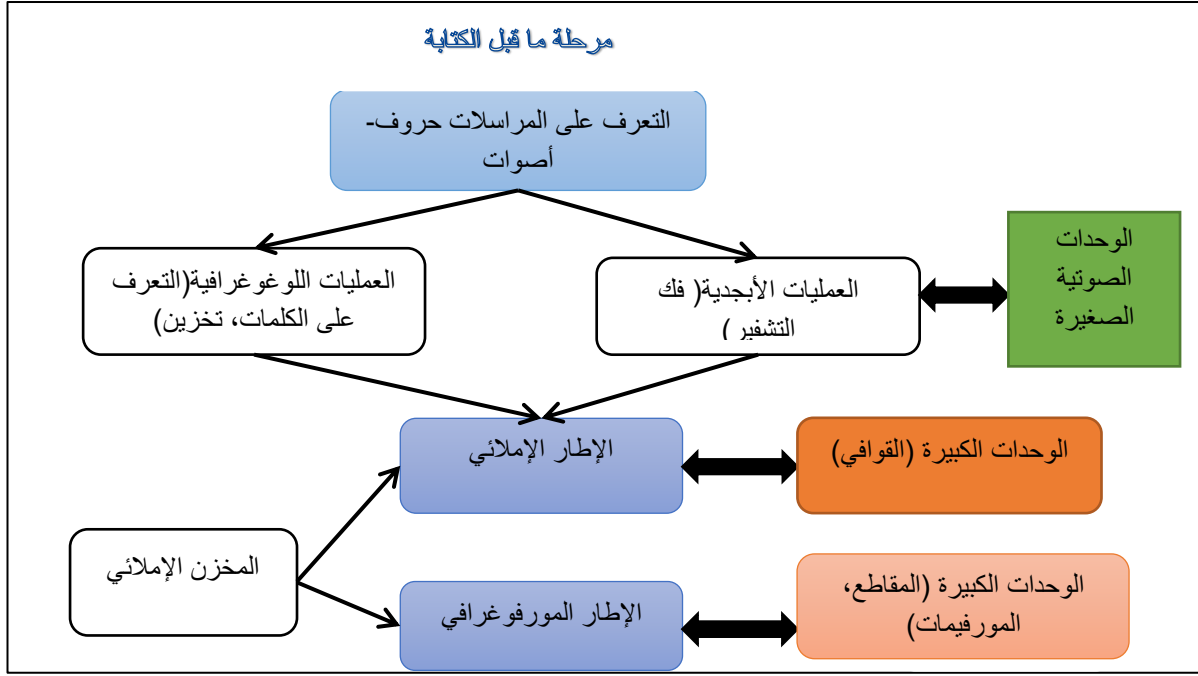 مرحلة ما قبل الكتابة
التعرف على المراسلات حروف-
أصوات
العمليات الأبجدية( فك
التشفير )
العمليات اللوغوغرافية(التعرف
على الكلمات، تخزين)
الوحدات
الصوتية
الصغيرة
الإطار الإملائي
الوحدات الكبيرة (القوافي)
المخزن الإملائي
الإطار المورفوغرافي
الوحدات الكبيرة (المقاطع،
المورفيمات)